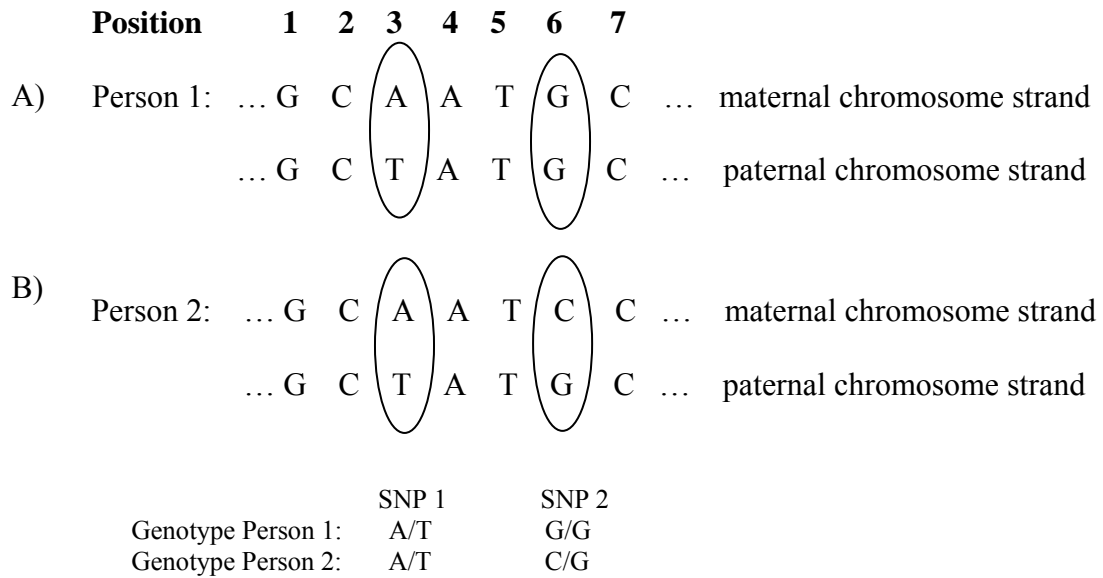 Position 1 2 3 4 5 6 7
A) Person 1: … G C A A T G C … maternal chromosome strand
… G C T A T G C … paternal chromosome strand
B)
Person 2: … G C A A T C C … maternal chromosome strand
… G C T A T G C … paternal chromosome strand
SNP 1 SNP 2
Genotype Person 1: A/T G/G
Genotype Person 2: A/T C/G